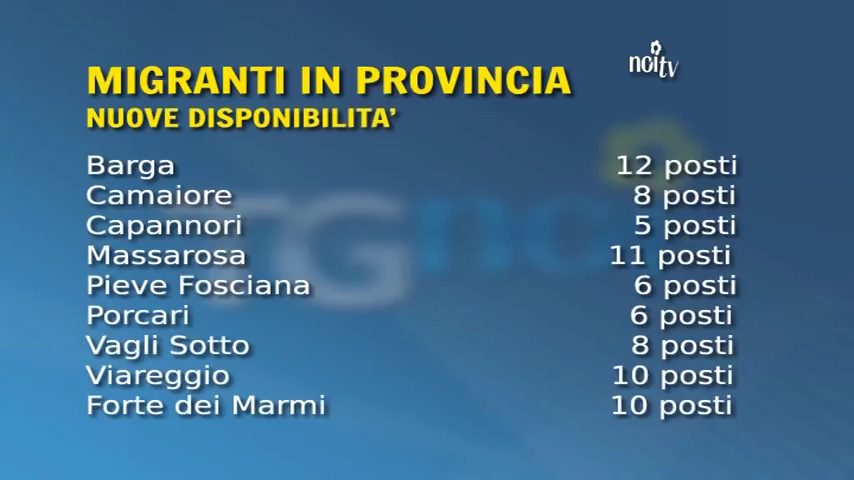 MIGRANTI IN PROVINCIA
noitv
NUOVE DISPONIBILITA'
Barga 12 posti
Camaiore 8 posti
Capannori 5 posti
Massarosa 11 posti
Pieve Fosciana 6 posti
Porcari 6 posti
Vagli Sotto 8 posti
Viareggio 10 posti
Forte dei Marmi 10 posti
TGnoi